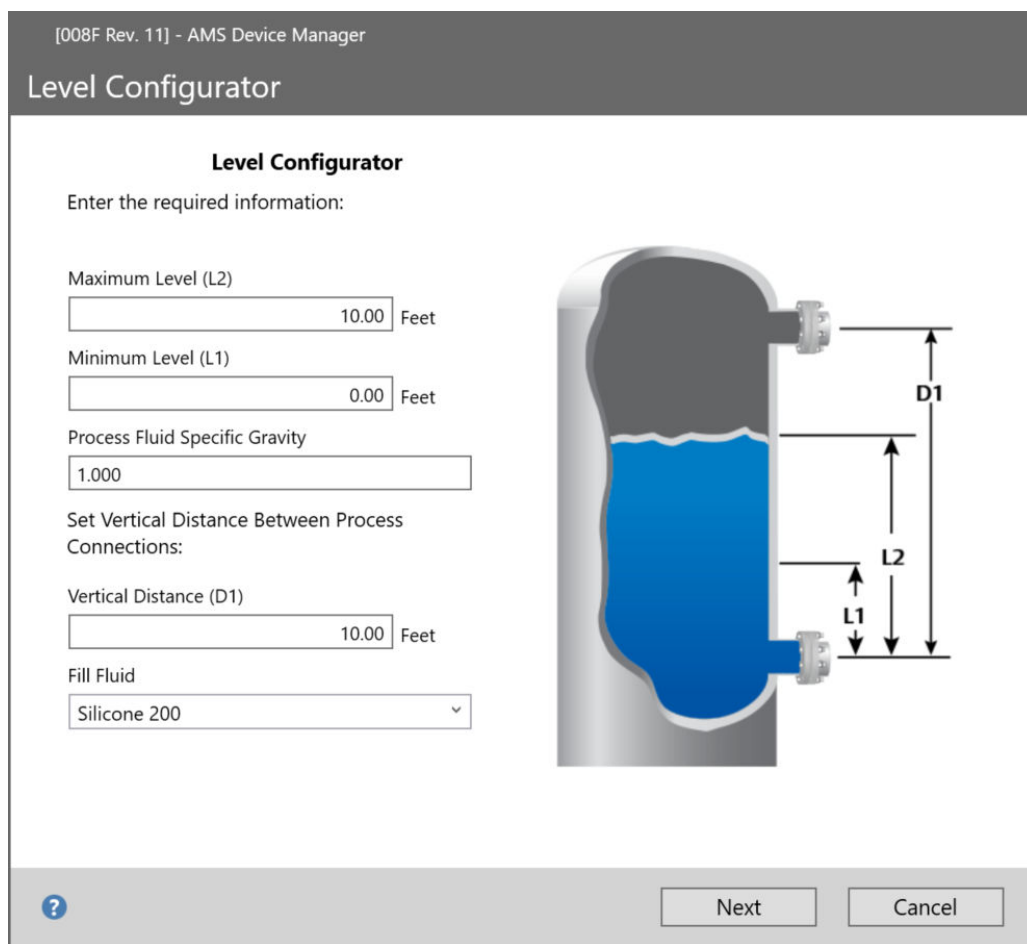 [008F Rev. 11] - AMS Device Manager
Level Configurator
Level Configurator
Enter the required information:
Maximum Level (L2)
10.00 Feet
Minimum Level (L1)
0.00 Feet
Process Fluid Specific Gravity
1.000
Set Vertical Distance Between Process
Connections:
Vertical Distance (D1)
10.00 Feet
Fill Fluid
Silicone 200
D1
L2
L1
?
Next
Cancel